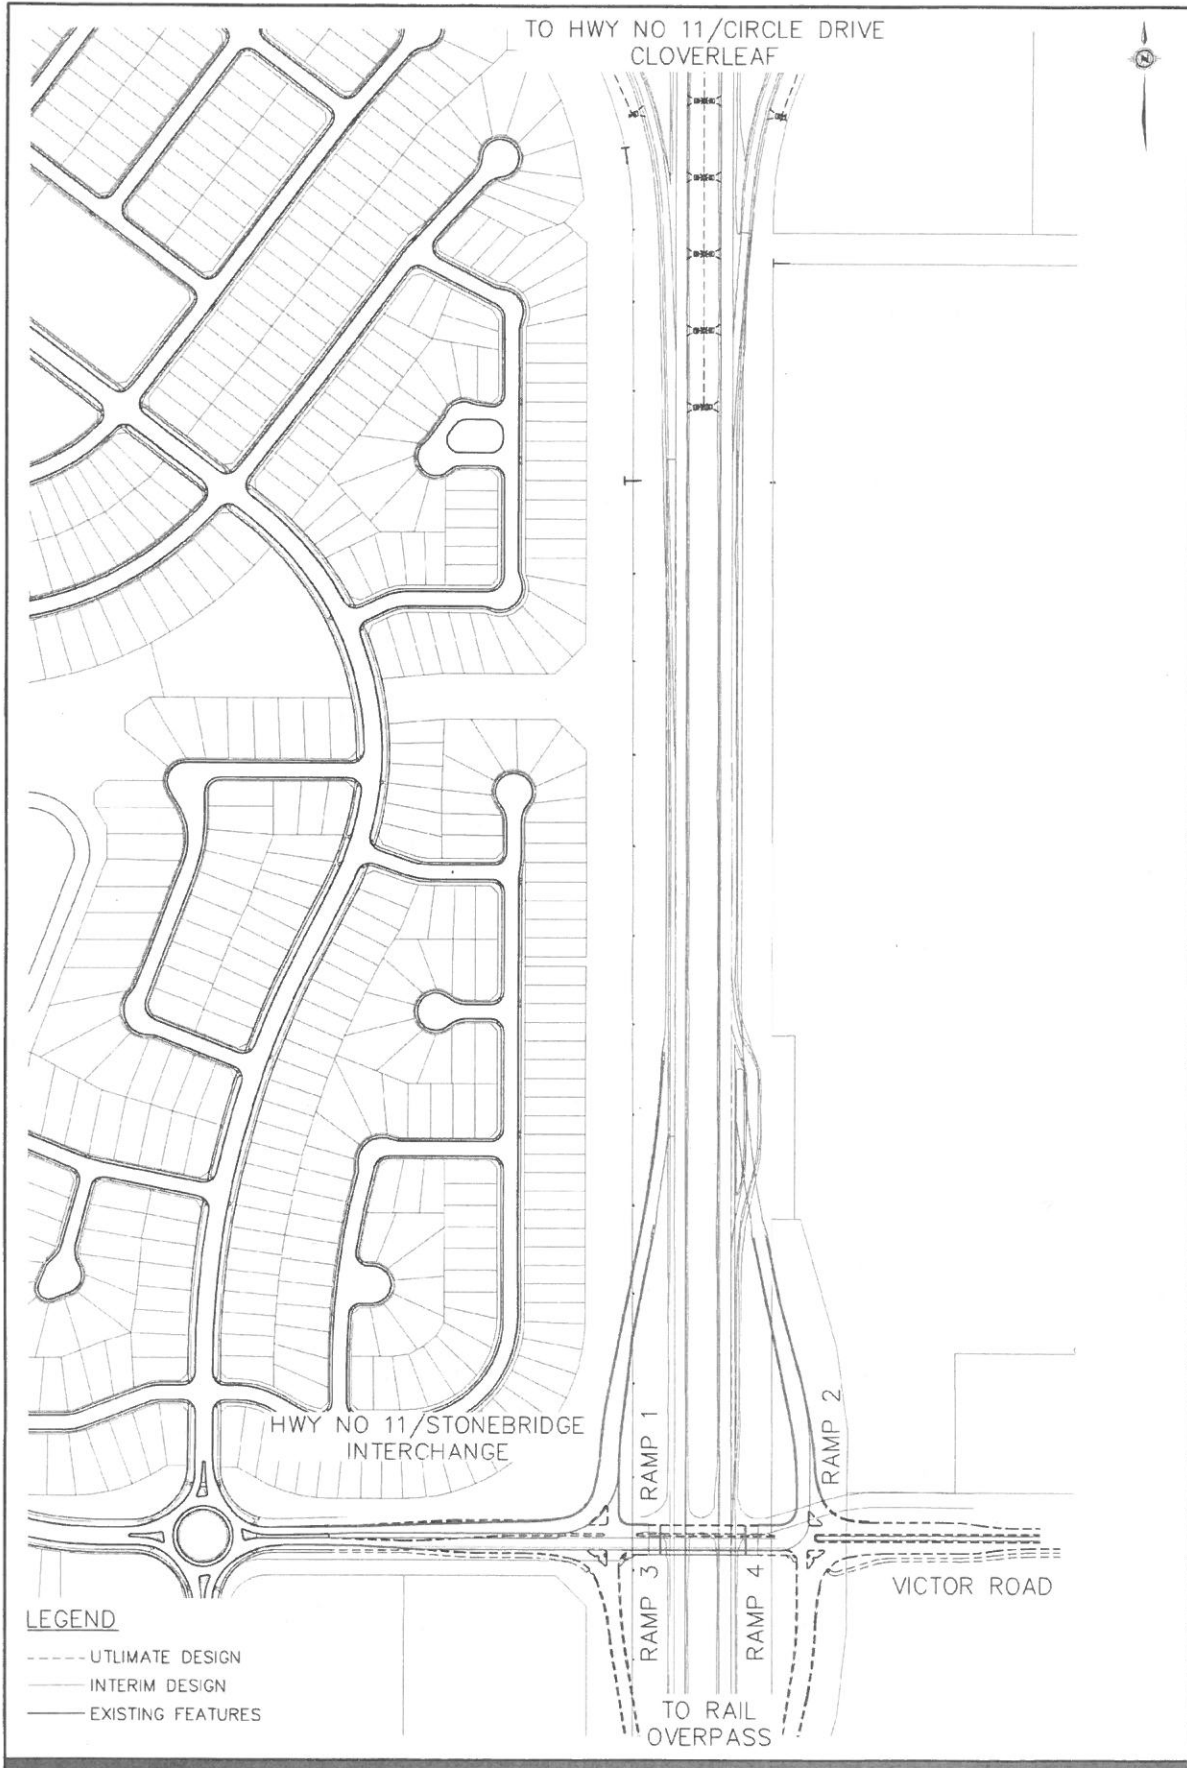 TO HWY NO 11/CIRCLE DRIVE
CLOVERLEAF
N
HWY NO 11/STONEBRIDGE
INTERCHANGE
RAMP 1
RAMP 2
RAMP 3
RAMP 4
VICTOR ROAD
TO RAIL
OVERPASS
LEGEND
UTLIMATE DESIGN
INTERIM DESIGN
EXISTING FEATURES